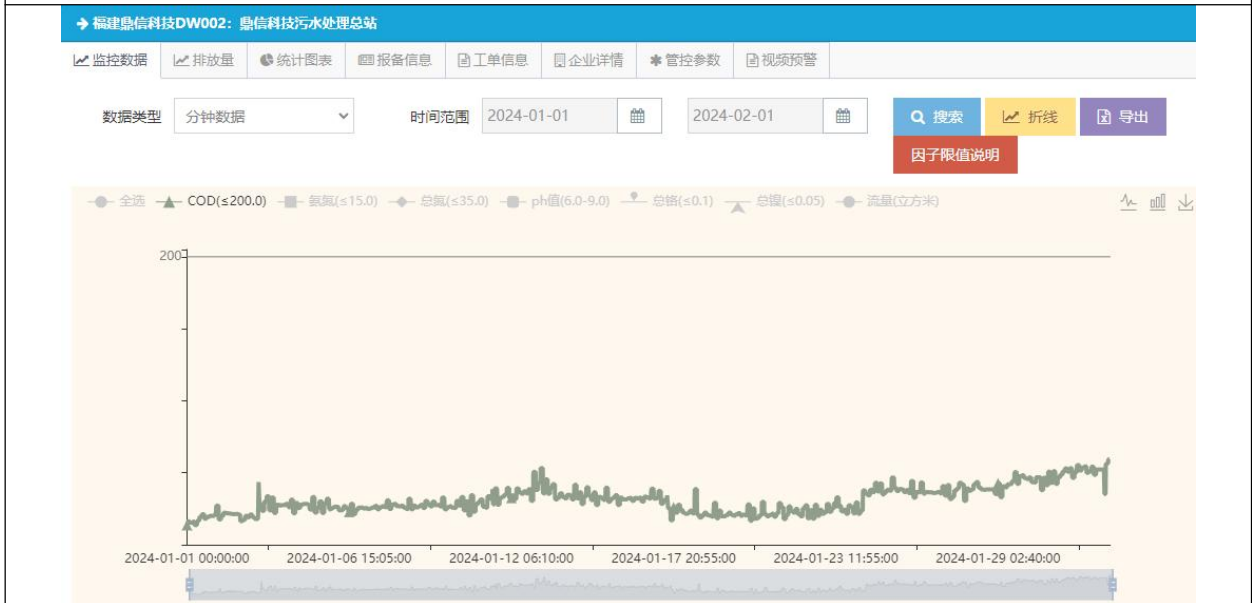 福建鼎信科技DW002：鼎信科技污水处理总站
监控数据 排放量 统计图表 报备信息 工单信息 企业详情 管控参数 视频预警
数据类型 分钟数据 时间范围 2024-01-01 2024-02-01 搜索 折线 导出
因子限值说明
全选 COD(≤200.0) 氨氮(≤15.0) 总氮(≤35.0) ph值(6.0-9.0) 总铬(≤0.1) 总镍(≤0.05) 流量(立方米)
200
2024-01-01 00:00:00 2024-01-06 15:05:00 2024-01-12 06:10:00 2024-01-17 20:55:00 2024-01-23 11:55:00 2024-01-29 02:40:00